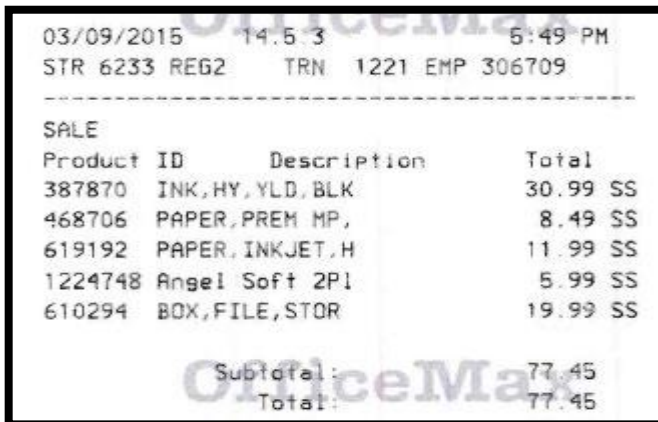 OfficeMax
03/09/2015 14.5.3 5:49 PM
STR 6233 REG2 TRN 1221 EMP 306709
SALE
Product ID Description Total
387870 INK,HY,YLD,BLK 30.99 SS
468706 PAPER,PREM MP, 8.49 SS
619192 PAPER,INKJET,H 11.99 SS
1224748 Angel Soft 2Pl 5.99 SS
610294 BOX,FILE,STOR 19.99 SS
Subtotal: 77.45
OfficeMax
Total: 77.45